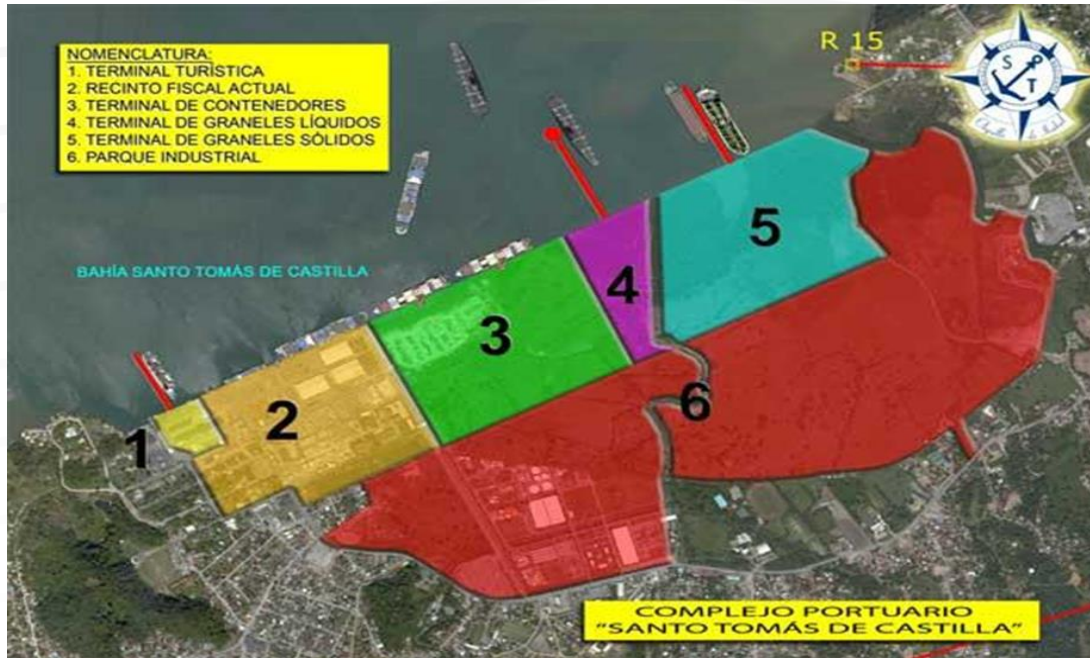 NOMENCLATURA:
1. TERMINAL TURÍSTICA
2. RECINTO FISCAL ACTUAL
3. TERMINAL DE CONTENEDORES
4. TERMINAL DE GRANELES LÍQUIDOS
5. TERMINAL DE GRANELES SÓLIDOS
6. PARQUE INDUSTRIAL
R 15
S P T
BAHÍA SANTO TOMÁS DE CASTILLA
5
4
3
2
1
6
COMPLEJO PORTUARIO
"SANTO TOMÁS DE CASTILLA"